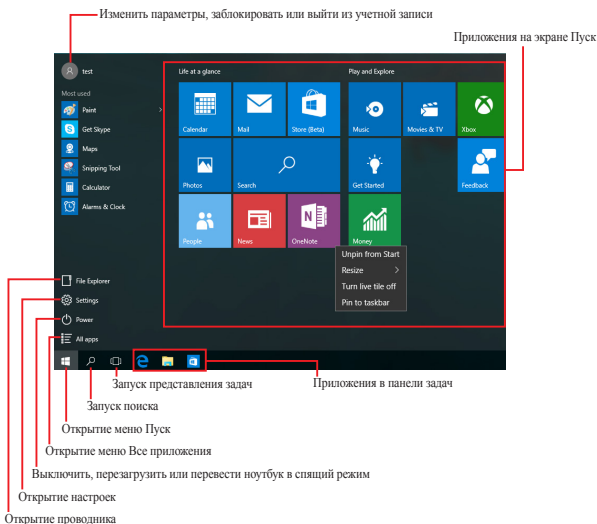 Изменить параметры, заблокировать или выйти из учетной записи
Приложения на экране Пуск
test
Life at a glance
Play and Explore
Most used
Paint
Get Skype
Maps
Snipping Tool
Calculator
Alarms & Clock
Calendar
Mail
Store (Beta)
Music
Movies & TV
Xbox
Photos
Search
Get Started
Feedback
People
News
OneNote
Money
Unpin from Start
Resize
Turn live tile off
Pin to taskbar
File Explorer
Settings
Power
All apps
Запуск представления задач
Приложения в панели задач
Запуск поиска
Открытие меню Пуск
Открытие меню Все приложения
Выключить, перезагрузить или перевести ноутбук в спящий режим
Открытие настроек
Открытие проводника